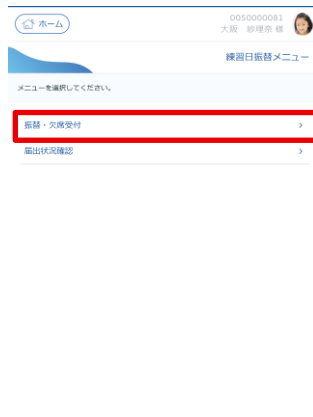 ホーム
0050000081
大阪 紗理奈 様
練習日振替メニュー
メニューを選択してください。
振替・欠席受付
届出状況確認